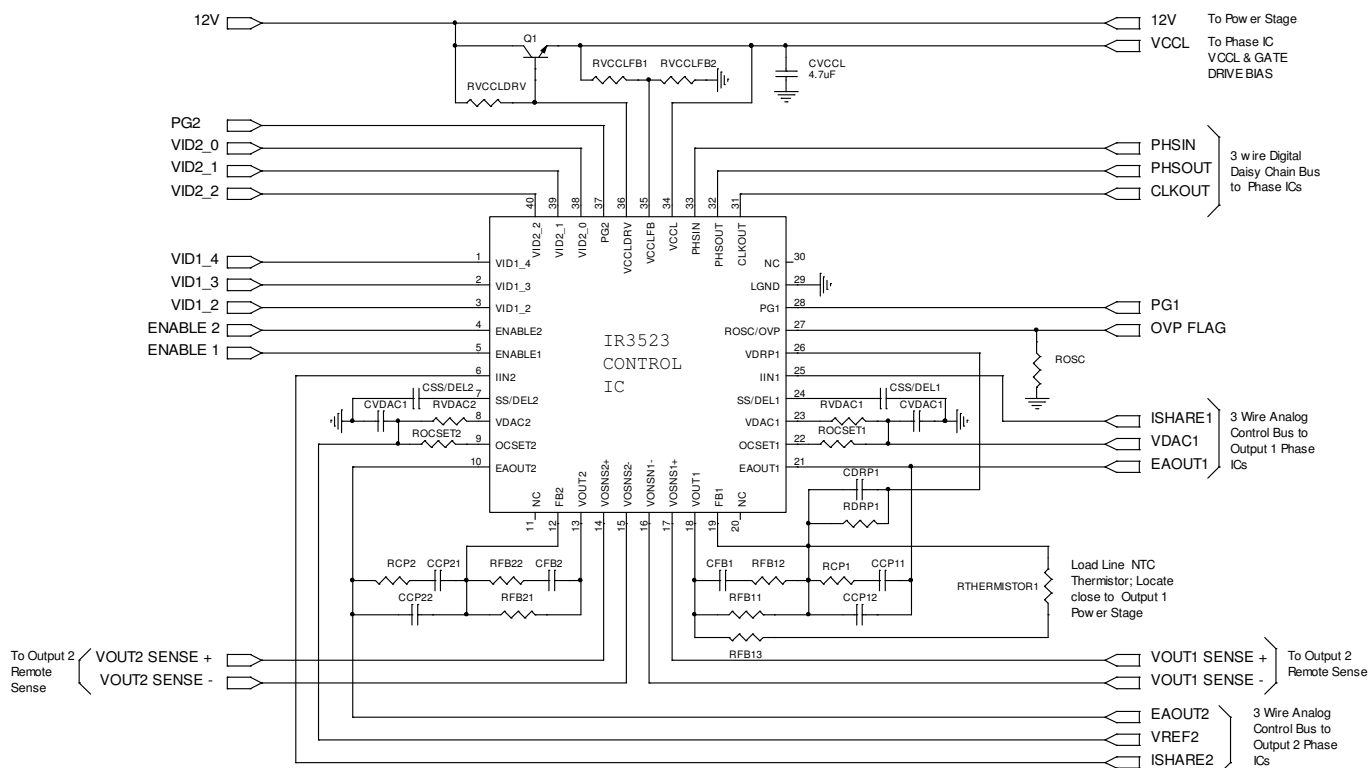 12V
12V
To Power Stage
Q1
VCCL
To Phase IC
VCCL & GATE
DRIVE BIAS
RVCCLFB1
RVCCLFB2
CVCCL
4.7uF
RVCCLDRV
PG2
VID2_0
VID2_1
VID2_2
PHSIN
PHSOUT
CLKOUT
3 wire Digital
Daisy Chain Bus
to Phase ICs
40
39
38
37
36
35
34
33
32
31
VID2_2
VID2_1
VID2_0
PG2
VCCLDRV
VCCLFB
VCCL
PHSIN
PHSOUT
CLKOUT
VID1_4
1
VID1_4
NC
30
VID1_3
2
VID1_3
LGND
29
VID1_2
3
VID1_2
PG1
28
PG1
ENABLE 2
4
ENABLE2
ROSC/OVP
27
OVP FLAG
ENABLE 1
5
ENABLE1
VDRP1
26
ROSC
IR3523
CONTROL
IC
6
IIN2
IIN1
25
CSS/DEL2
7
SS/DEL2
SS/DEL1
24
CSS/DEL1
CVDAC1
RVDAC2
8
VDAC2
VDAC1
23
RVDAC1
CVDAC1
ROCSET2
9
OCSET2
OCSET1
22
ROCSET1
10
EAOUT2
EAOUT1
21
ISHARE1
VDAC1
EAOUT1
3 Wire Analog
Control Bus to
Output 1 Phase
ICs
NC
FB2
VOUT2
VOSNS2+
VOSNS2-
VONSN1-
VOSNS1+
VOUT1
FB1
NC
11
12
13
14
15
16
17
18
19
20
CDRP1
RDRP1
RCP2
CCP21
RFB22
CFB2
CCP22
RFB21
CFB1
RFB12
RCP1
CCP11
RFB11
CCP12
RFB13
RTHERMISTOR1
Load Line NTC
Thermistor; Locate
close to Output 1
Power Stage
To Output 2
Remote
Sense
VOUT2 SENSE +
VOUT2 SENSE -
VOUT1 SENSE +
VOUT1 SENSE -
To Output 2
Remote Sense
EAOUT2
VREF2
ISHARE2
3 Wire Analog
Control Bus to
Output 2 Phase
ICs